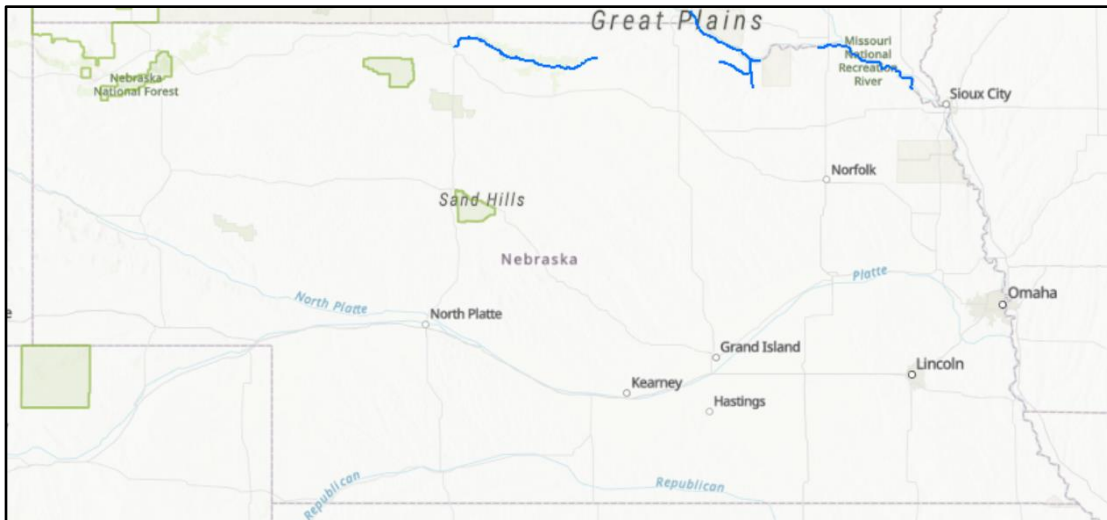 Great Plains
Missouri
National
Recreation
River
Nebraska
National Forest
Sioux City
Norfolk
Sand Hills
Nebraska
Platte
North Platte
Omaha
North Platte
Grand Island
Lincoln
Kearney
Hastings
Republican
Republican